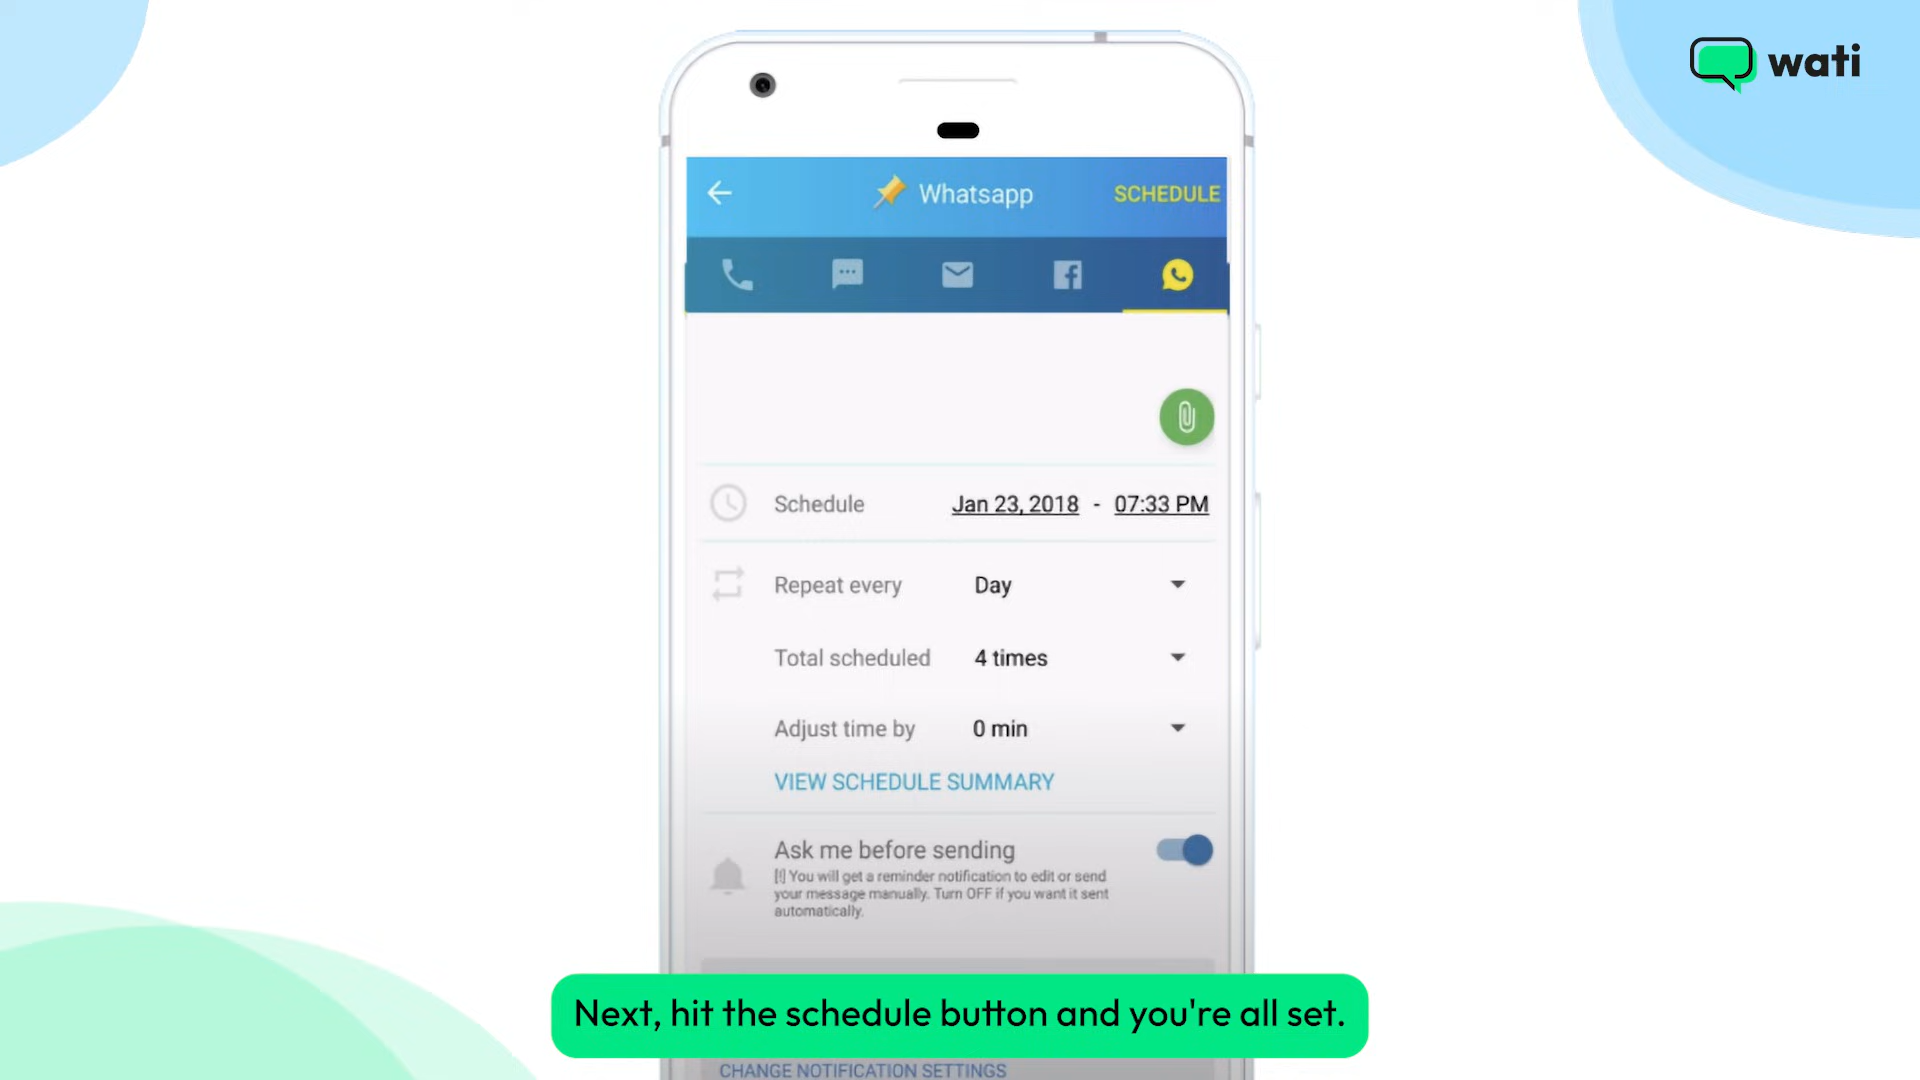 wati
Whatsapp
SCHEDULE
Schedule Jan 23, 2018 - 07:33 PM
Repeat every Day
Total scheduled 4 times
Adjust time by 0 min
VIEW SCHEDULE SUMMARY
Ask me before sending
[!] You will get a reminder notification to edit or send
your message manually. Turn OFF if you want it sent
automatically.
Next, hit the schedule button and you're all set.
CHANGE NOTIFICATION SETTINGS